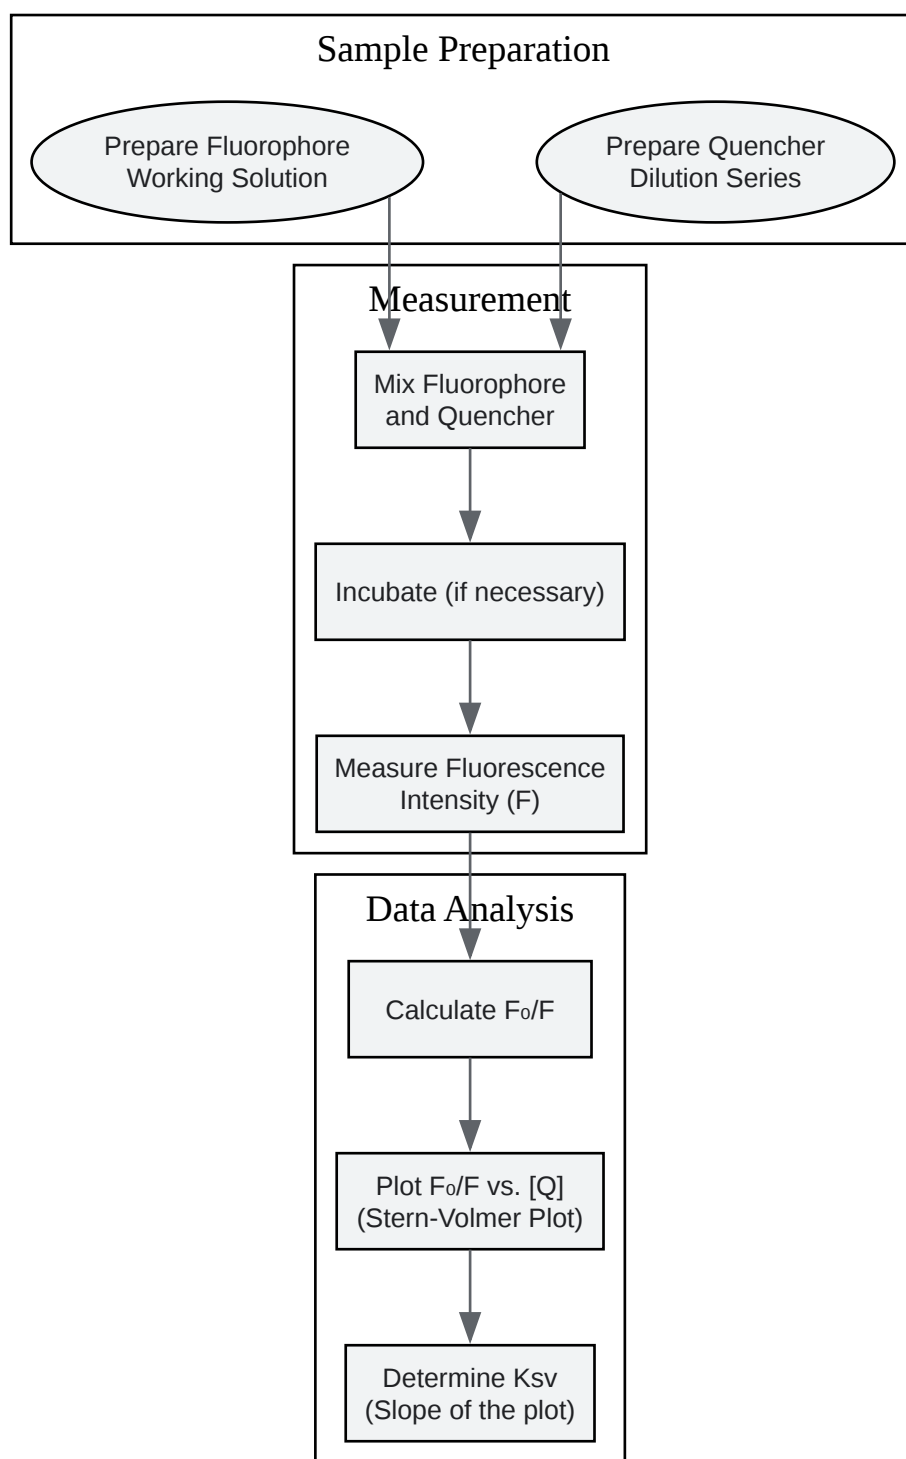 Sample Preparation
Prepare Fluorophore
Working Solution
Prepare Quencher
Dilution Series
Measurement
Mix Fluorophore
and Quencher
Incubate (if necessary)
Measure Fluorescence
Intensity (F)
Data Analysis
Calculate F₀/F
Plot F₀/F vs. [Q]
(Stern-Volmer Plot)
Determine Ksv
(Slope of the plot)